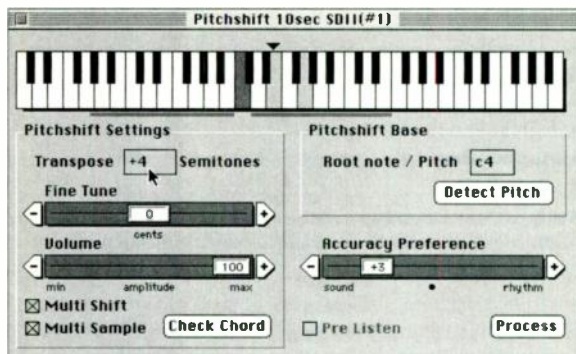 Pitchshift 10sec SDII(#1)
Pitchshift Settings
Transpose +4 Semitones
Fine Tune
- 0 +
cents
Volume
- 100 +
min amplitude max
Multi Shift
Multi Sample Check Chord
Pitchshift Base
Root note / Pitch c4
Detect Pitch
Accuracy Preference
- +3 +
sound rhythm
Pre Listen Process